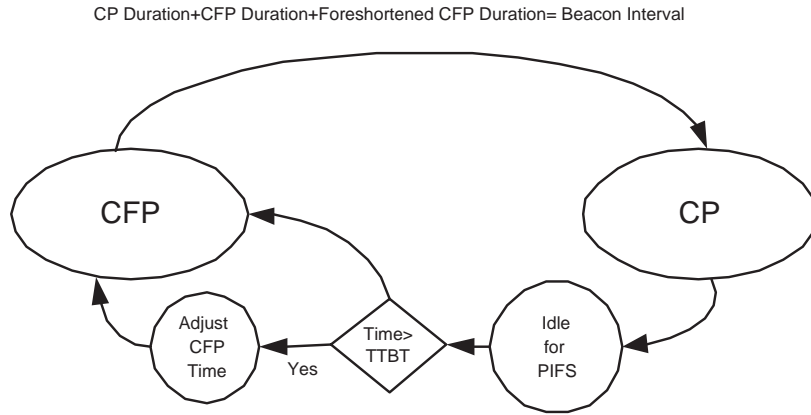 CP Duration+CFP Duration+Foreshortened CFP Duration= Beacon Interval
CFP
CP
Adjust
CFP
Time
Yes
Time>
TTBT
Idle
for
PIFS